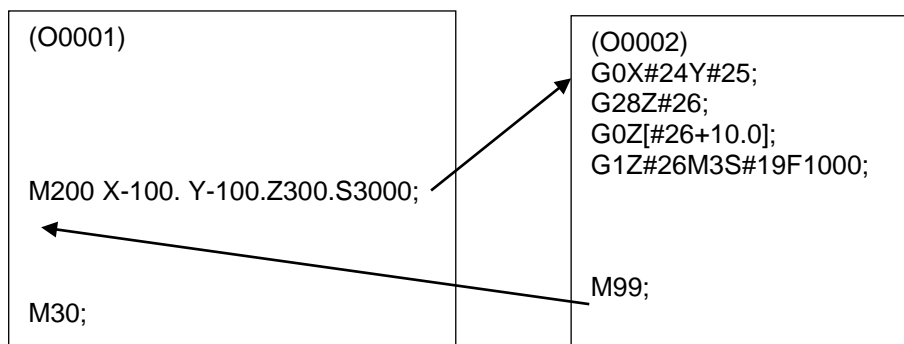 (O0001)
M200 X-100. Y-100.Z300.S3000;
M30;
(O0002)
G0X#24Y#25;
G28Z#26;
G0Z[#26+10.0];
G1Z#26M3S#19F1000;
M99;